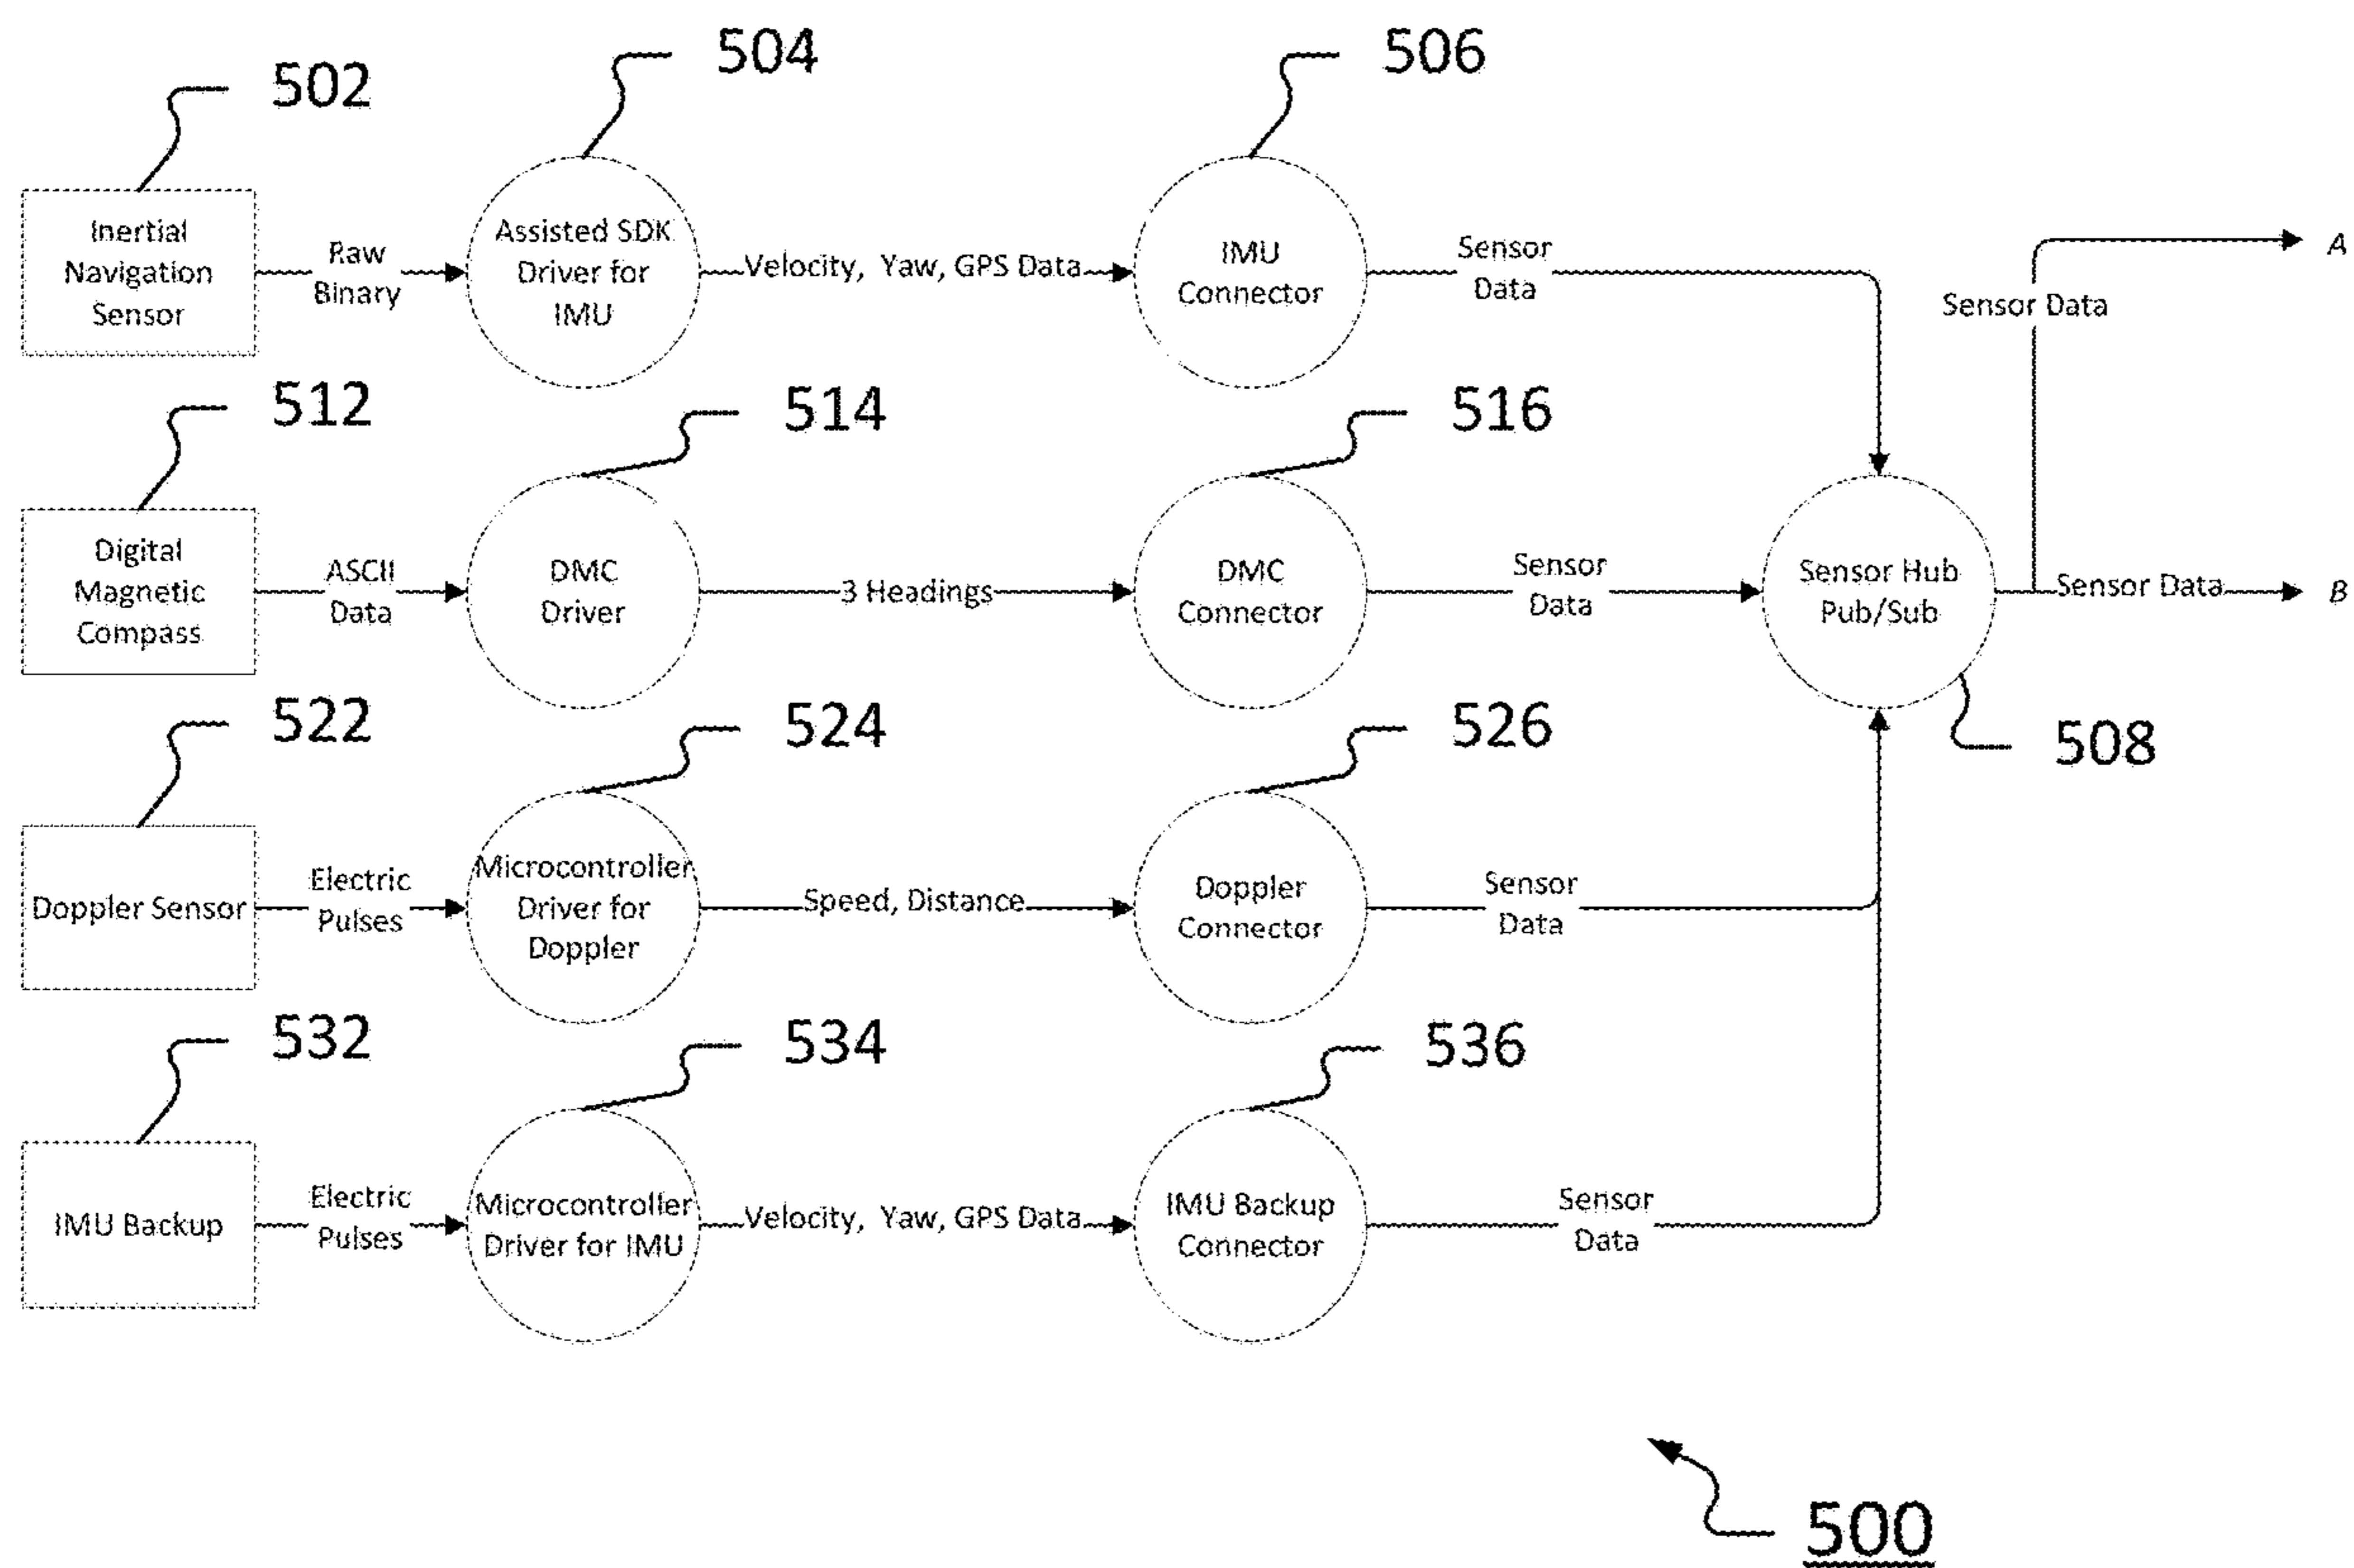 502
504
506
Inertial
Navigation
Sensor
Raw
Binary
Assisted SDK
Driver for
IMU
Velocity, Yaw, GPS Data
IMU
Connector
Sensor
Data
Sensor Data
A
512
514
516
Digital
Magnetic
Compass
ASCII
Data
DMC
Driver
3 Headings
DMC
Connector
Sensor
Data
Sensor Hub
Pub/Sub
Sensor Data
B
508
522
524
526
Doppler Sensor
Electric
Pulses
Microcontroller
Driver for
Doppler
Speed, Distance
Doppler
Connector
Sensor
Data
532
534
536
IMU Backup
Electric
Pulses
Microcontroller
Driver for IMU
Velocity, Yaw, GPS Data
IMU Backup
Connector
Sensor
Data
500